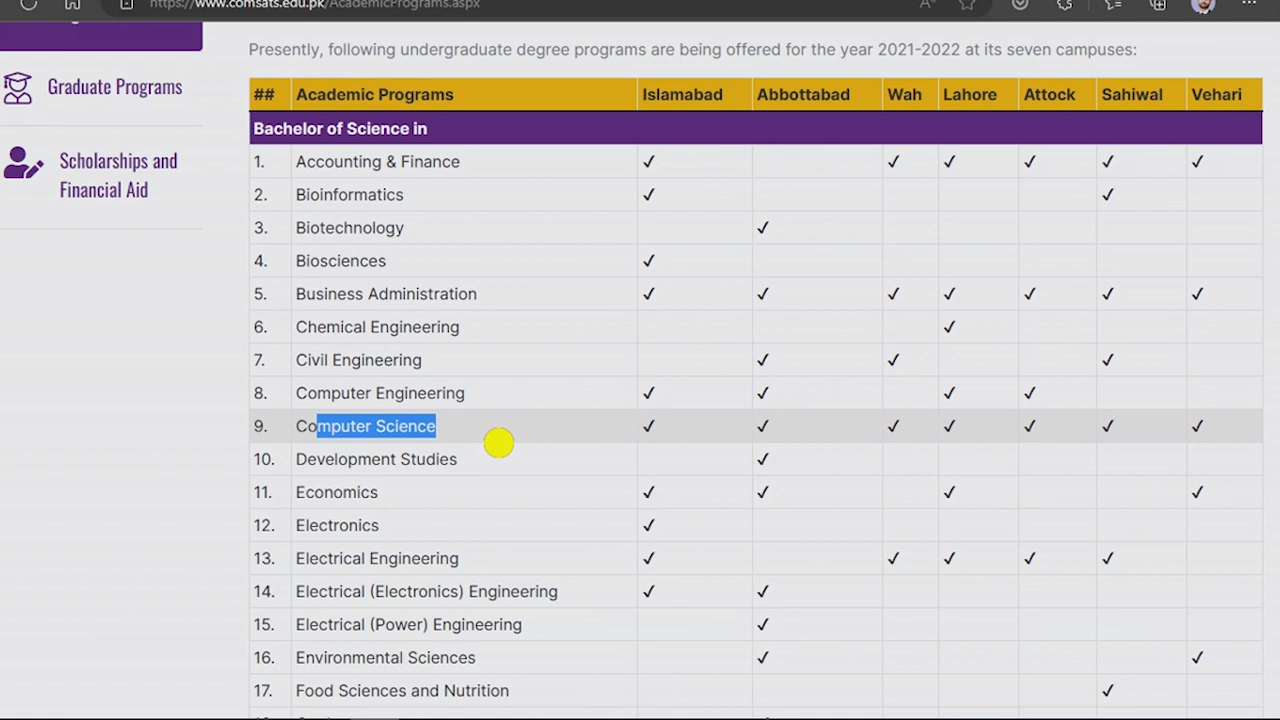 https://www.comsats.edu.pk/AcademicPrograms.aspx
Graduate Programs
Scholarships and
Financial Aid
Presently, following undergraduate degree programs are being offered for the year 2021-2022 at its seven campuses:
## Academic Programs Islamabad Abbottabad Wah Lahore Attock Sahiwal Vehari
Bachelor of Science in
1. Accounting & Finance ✓ ✓ ✓ ✓ ✓ ✓
2. Bioinformatics ✓ ✓
3. Biotechnology ✓
4. Biosciences ✓
5. Business Administration ✓ ✓ ✓ ✓ ✓ ✓ ✓
6. Chemical Engineering ✓
7. Civil Engineering ✓ ✓ ✓
8. Computer Engineering ✓ ✓ ✓ ✓
9. Computer Science ✓ ✓ ✓ ✓ ✓ ✓ ✓
10. Development Studies ✓
11. Economics ✓ ✓ ✓ ✓
12. Electronics ✓
13. Electrical Engineering ✓ ✓ ✓ ✓ ✓
14. Electrical (Electronics) Engineering ✓ ✓
15. Electrical (Power) Engineering ✓
16. Environmental Sciences ✓ ✓
17. Food Sciences and Nutrition ✓